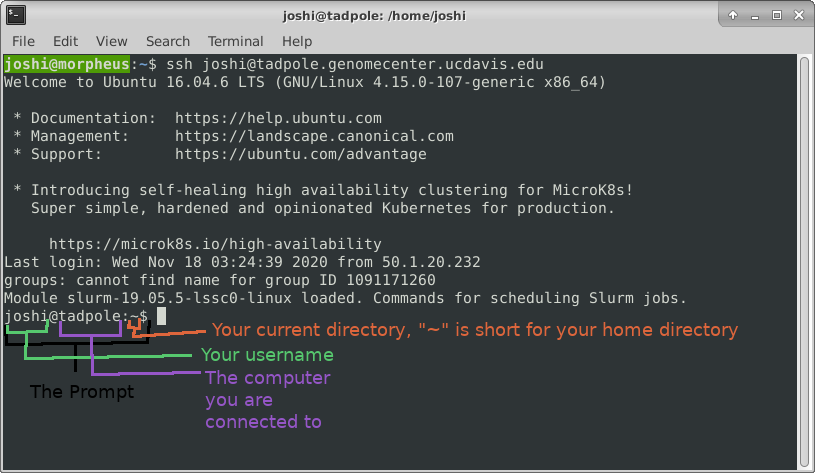 joshi@tadpole: /home/joshi
File Edit View Search Terminal Help
joshi@morpheus:~$ ssh joshi@tadpole.genomecenter.ucdavis.edu
Welcome to Ubuntu 16.04.6 LTS (GNU/Linux 4.15.0-107-generic x86_64)
* Documentation:  https://help.ubuntu.com
* Management:     https://landscape.canonical.com
* Support:        https://ubuntu.com/advantage
* Introducing self-healing high availability clustering for MicroK8s!
Super simple, hardened and opinionated Kubernetes for production.
https://microk8s.io/high-availability
Last login: Wed Nov 18 03:24:39 2020 from 50.1.20.232
groups: cannot find name for group ID 1091171260
Module slurm-19.05.5-lssc0-linux loaded. Commands for scheduling Slurm jobs.
joshi@tadpole:~$
Your current directory, "~" is short for your home directory
Your username
The computer
you are
connected to
The Prompt